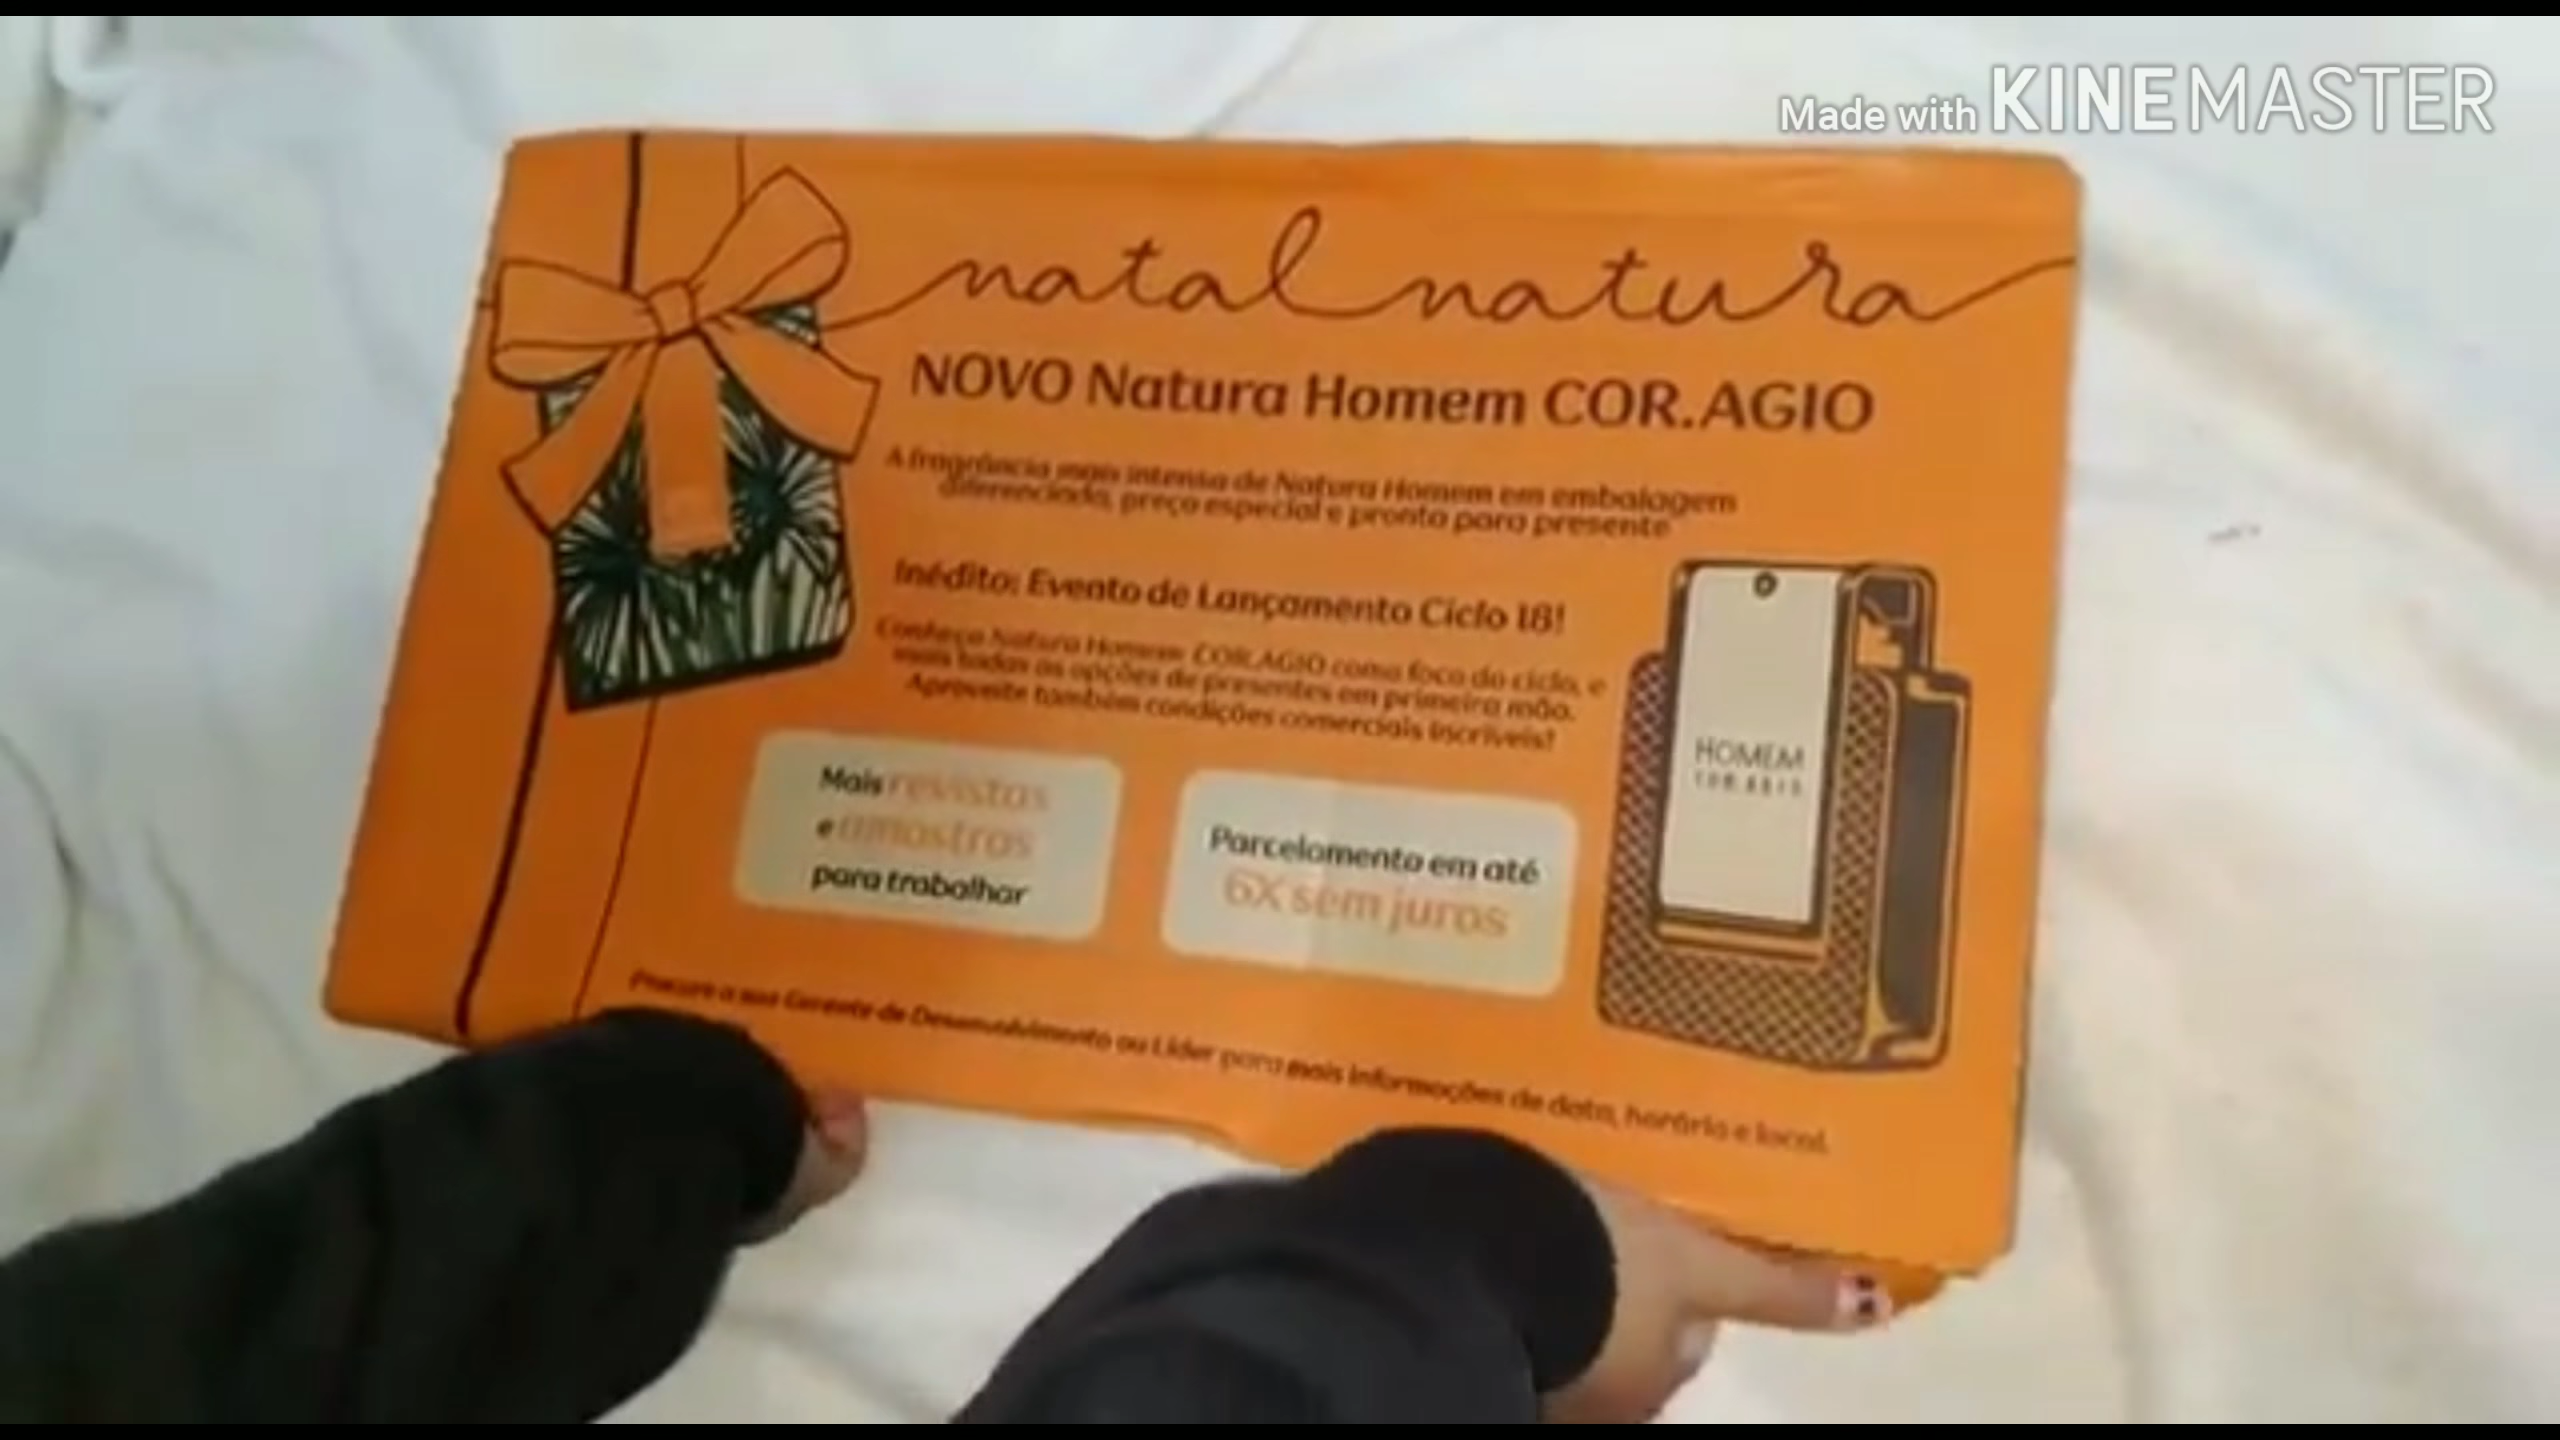 Made with KINEMASTER
natal natura
NOVO Natura Homem COR.AGIO
A fragrância mais intensa de Natura Homem em embalagem
diferenciada, preço especial e pronto para presente
Inédito: Evento de Lançamento Ciclo 18!
Conheça Natura Homem COR.AGIO como foco do ciclo, e
mais todas as opções de presentes em primeira mão.
Aproveite também condições comerciais incríveis!
Mais revistas
e amostras
para trabalhar
Parcelamento em até
6X sem juros
HOMEM
COR.AGIO
Procure a sua Gerente de Desenvolvimento ou Líder para mais informações de data, horário e local.